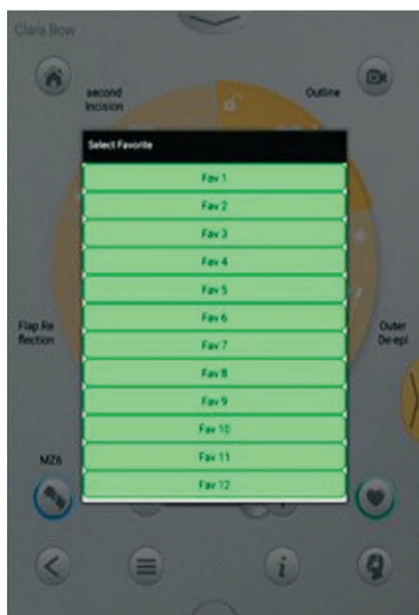 Clara Bow
second
Incision
Outline
Select Favorite
Fav 1
Fav 2
Fav 3
Fav 4
Fav 5
Fav 6
Fav 7
Fav 8
Fav 9
Fav 10
Fav 11
Fav 12
Flap Re
flection
Outer
De-epi
MZ6
i